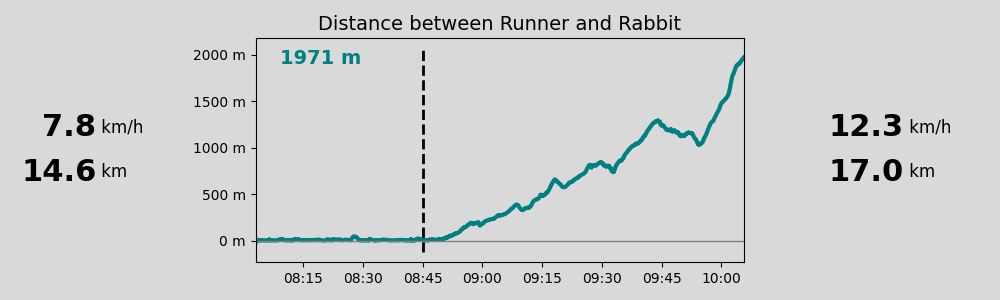 Distance between Runner and Rabbit
1971 m
2000 m
1500 m
1000 m
500 m
0 m
08:15 08:30 08:45 09:00 09:15 09:30 09:45 10:00
7.8 km/h
14.6 km
12.3 km/h
17.0 km